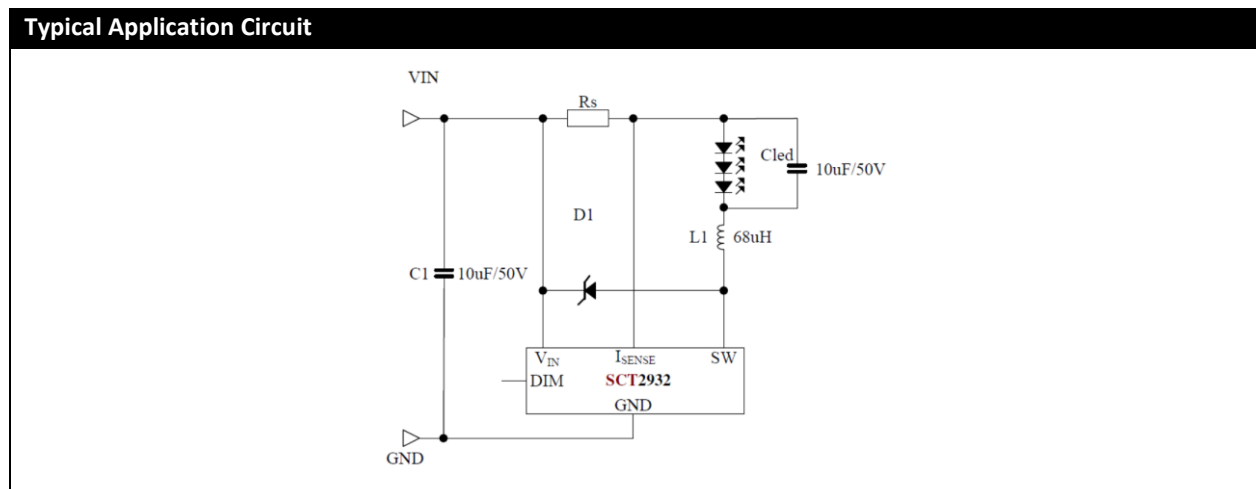 Typical Application Circuit
VIN
Rs
Cled
10uF/50V
D1
L1 68uH
C1 10uF/50V
VIN ISENSE SW
DIM SCT2932
GND
GND